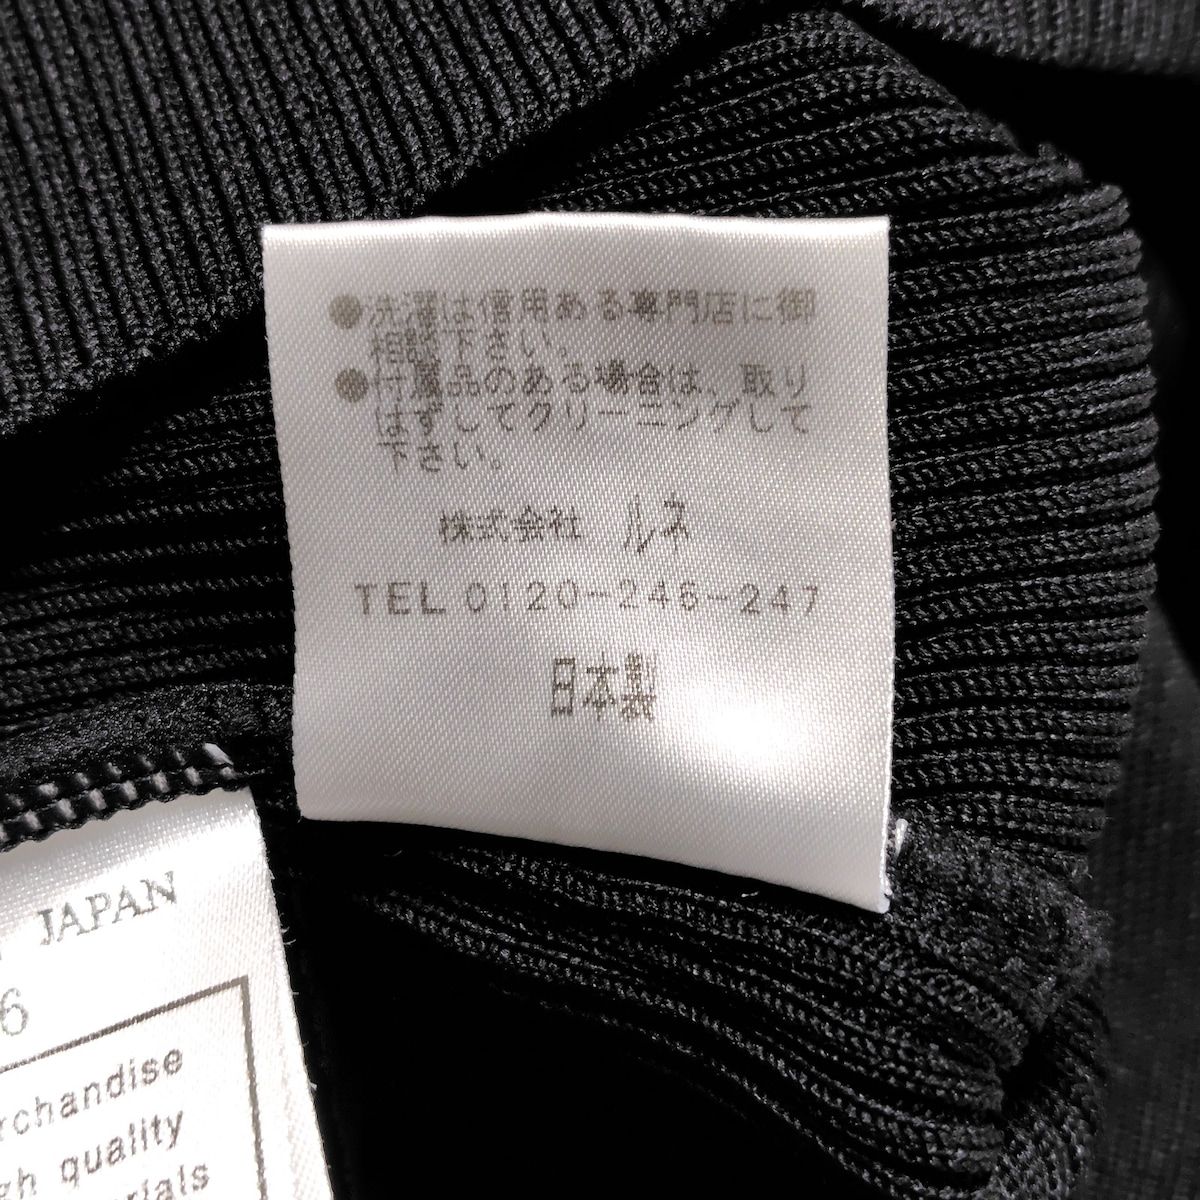 ●洗濯は信用ある専門店に御
相談下さい。
●付属品のある場合は、取り
はずしてクリーニングして
下さい。
株式会社 ルネ
TEL 0120-246-247
日本製
JAPAN
6
rchandise
gh quality
rials